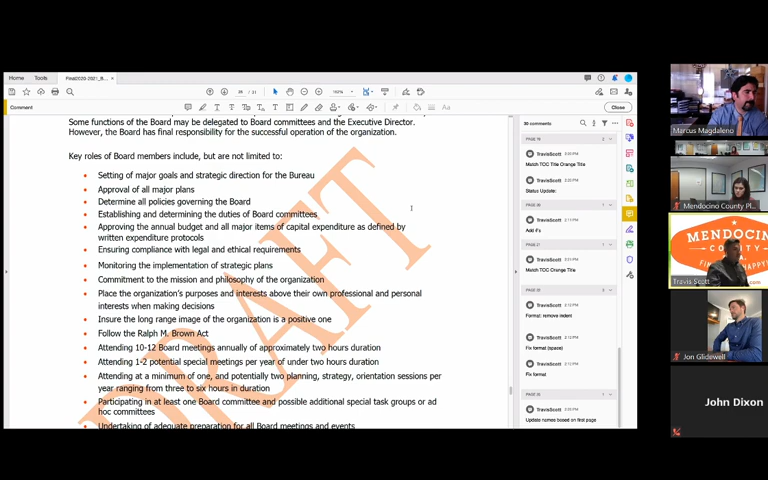 Home Tools Final2020-2021_B... ×
39 / 31
Comment
Close
Some functions of the Board may be delegated to Board committees and the Executive Director.
However, the Board has final responsibility for the successful operation of the organization.
Key roles of Board members include, but are not limited to:
• Setting of major goals and strategic direction for the Bureau
• Approval of all major plans
• Determine all policies governing the Board
• Establishing and determining the duties of Board committees
• Approving the annual budget and all major items of capital expenditure as defined by
written expenditure protocols
• Ensuring compliance with legal and ethical requirements
• Monitoring the implementation of strategic plans
• Commitment to the mission and philosophy of the organization
• Place the organization's purposes and interests above their own professional and personal
interests when making decisions
• Insure the long range image of the organization is a positive one
• Follow the Ralph M. Brown Act
• Attending 10-12 Board meetings annually of approximately two hours duration
• Attending 1-2 potential special meetings per year of under two hours duration
• Attending at a minimum of one, and potentially two planning, strategy, orientation sessions per
year ranging from three to six hours in duration
• Participating in at least one Board committee and possible additional special task groups or ad
hoc committees
• Undertaking of adequate preparation for all Board meetings and events
DRAFT
30 comments
TravisScott
Match TOC Title Orange Title
TravisScott
Status Update:
TravisScott
Add #'s
TravisScott
Match TOC Change Title
TravisScott
Format: remove indent
TravisScott
Fix format (space)
TravisScott
Fix format
TravisScott
Update names based on first page
Marcus Magdaleno
Mendocino County Pl...
MENDOCINO
COUNTY
Travis Scott
Jon Glidewell
John Dixon